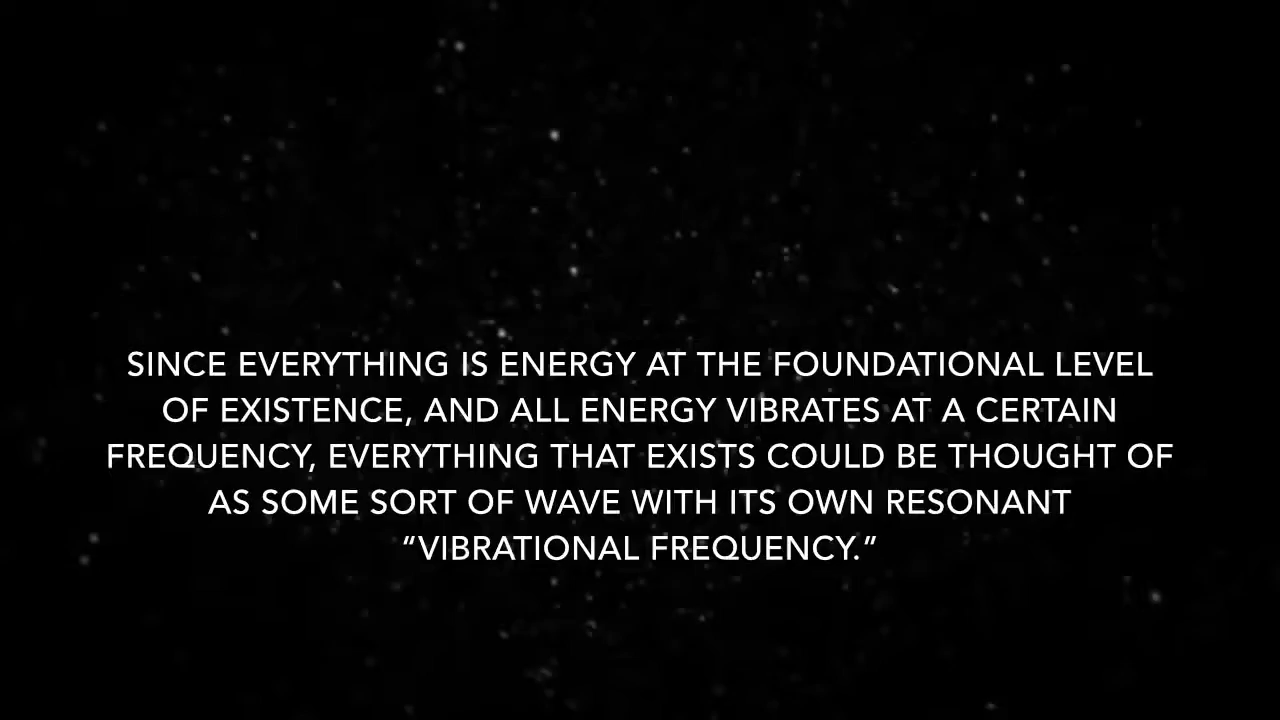 SINCE EVERYTHING IS ENERGY AT THE FOUNDATIONAL LEVEL
OF EXISTENCE, AND ALL ENERGY VIBRATES AT A CERTAIN
FREQUENCY, EVERYTHING THAT EXISTS COULD BE THOUGHT OF
AS SOME SORT OF WAVE WITH ITS OWN RESONANT
“VIBRATIONAL FREQUENCY.”